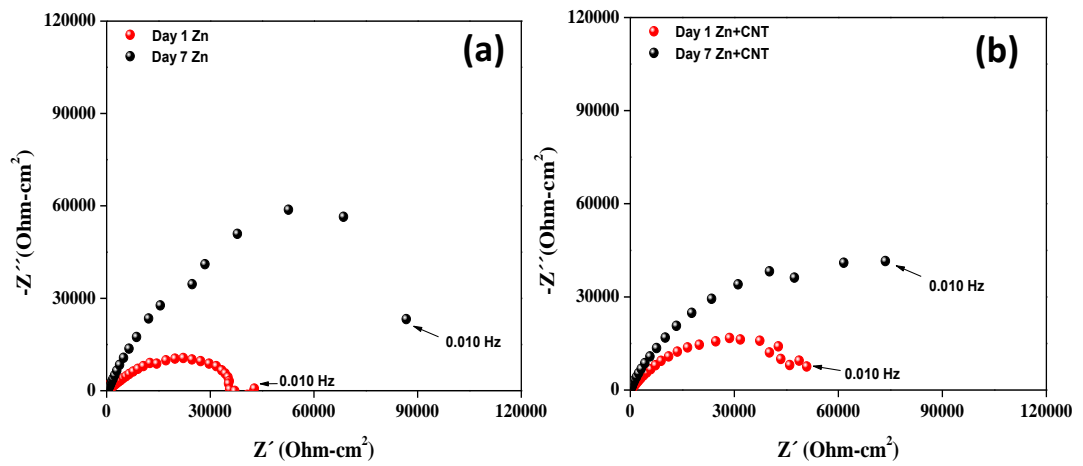 (a)
Day 1 Zn
Day 7 Zn
120000
90000
60000
30000
0
0.010 Hz
0.010 Hz
0 30000 60000 90000 120000
Z´ (Ohm-cm²)
-Z´´(Ohm-cm²)
(b)
Day 1 Zn+CNT
Day 7 Zn+CNT
120000
90000
60000
30000
0
0.010 Hz
0.010 Hz
0 30000 60000 90000 120000
Z´ (Ohm-cm²)
-Z´´(Ohm-cm²)